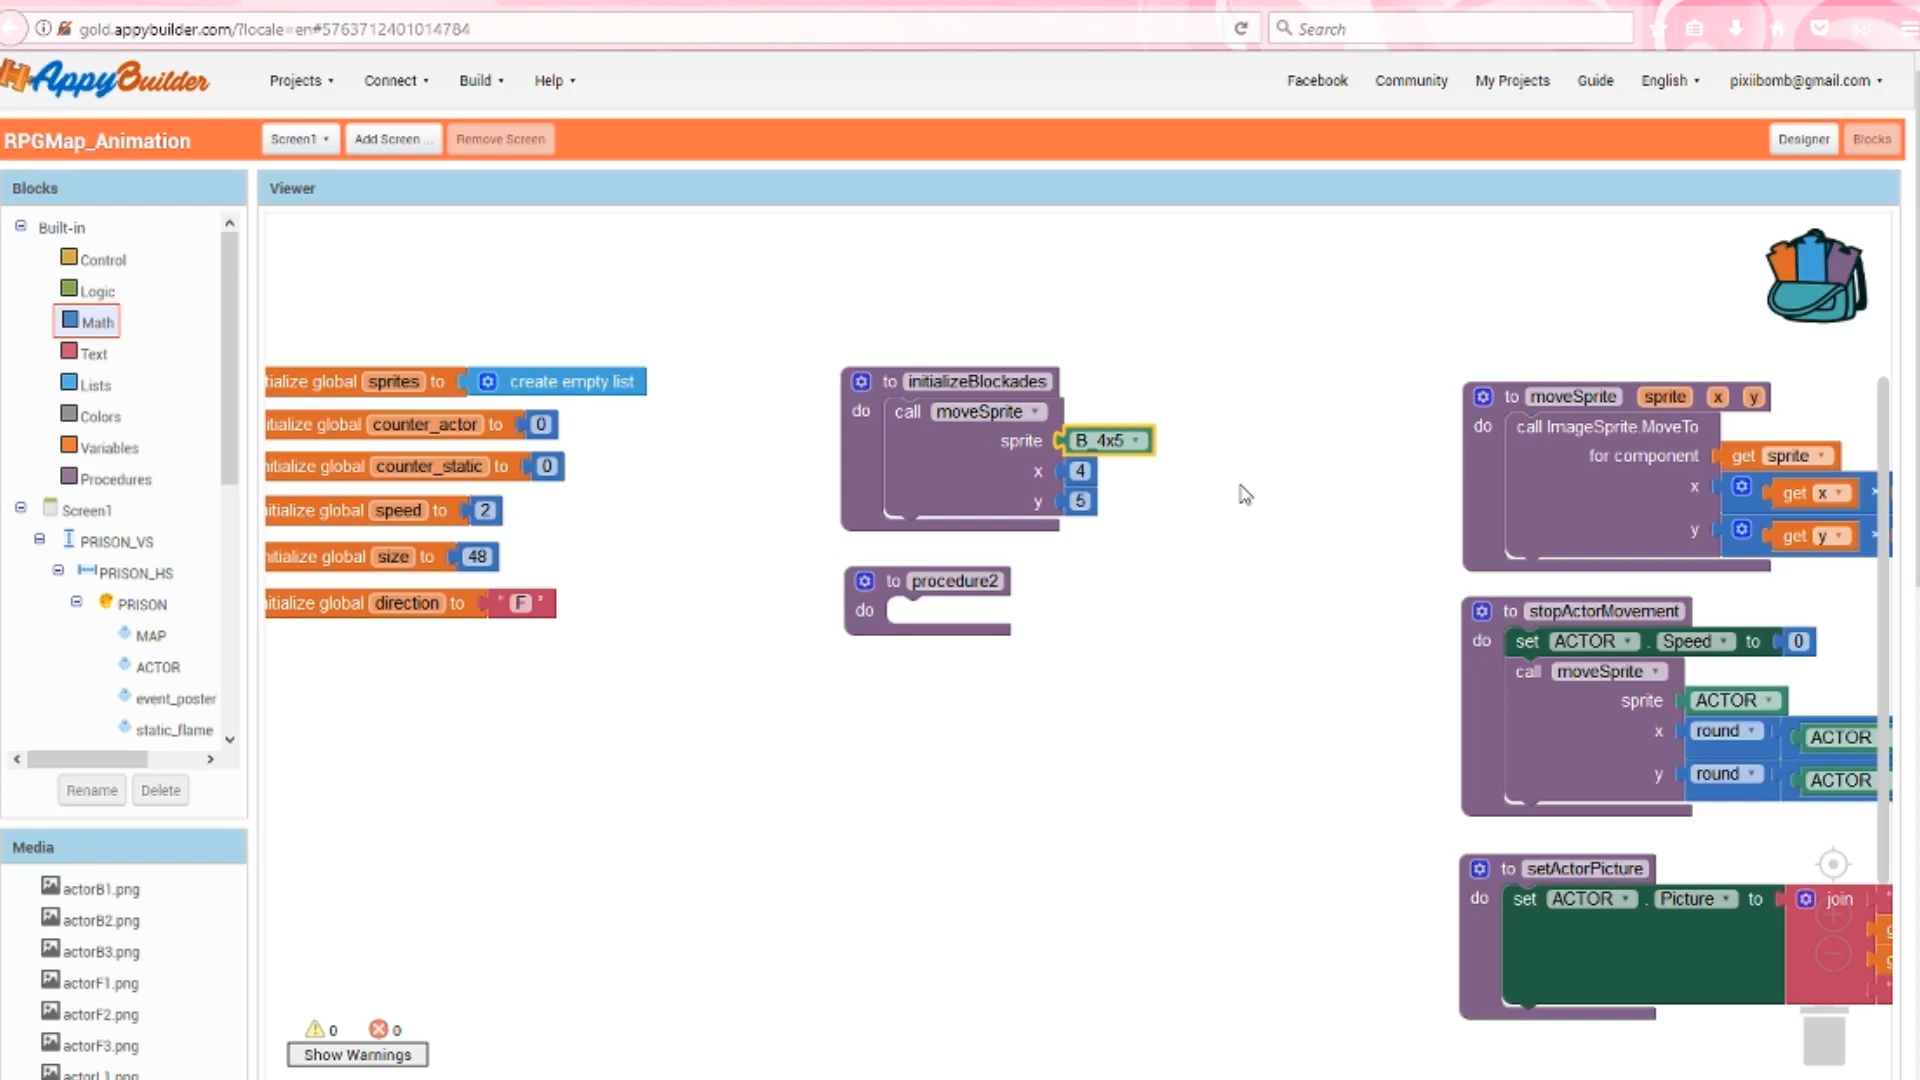 gold.appybuilder.com/?locale=en#5763712401014784
Search
AppyBuilder
Projects
Connect
Build
Help
Facebook
Community
My Projects
Guide
English
pixiibomb@gmail.com
RPGMap_Animation
Screen1
Add Screen ...
Remove Screen
Designer
Blocks
Blocks
Viewer
Built-in
Control
Logic
Math
Text
Lists
Colors
Variables
Procedures
Screen1
PRISON_VS
PRISON_HS
PRISON
MAP
ACTOR
event_poster
static_flame
Rename
Delete
Media
actorB1.png
actorB2.png
actorB3.png
actorF1.png
actorF2.png
actorF3.png
actorL1.png
tialize global sprites to create empty list
itialize global counter_actor to 0
nitialize global counter_static to 0
itialize global speed to 2
nitialize global size to 48
nitialize global direction to " F "
to initializeBlockades
do call moveSprite
sprite B_4x5
x 4
y 5
to procedure2
do
to moveSprite sprite x y
do call ImageSprite.MoveTo
for component get sprite
x get x
y get y
to stopActorMovement
do set ACTOR . Speed to 0
call moveSprite
sprite ACTOR
x round ACTOR
y round ACTOR
to setActorPicture
do set ACTOR . Picture to join
0 0
Show Warnings